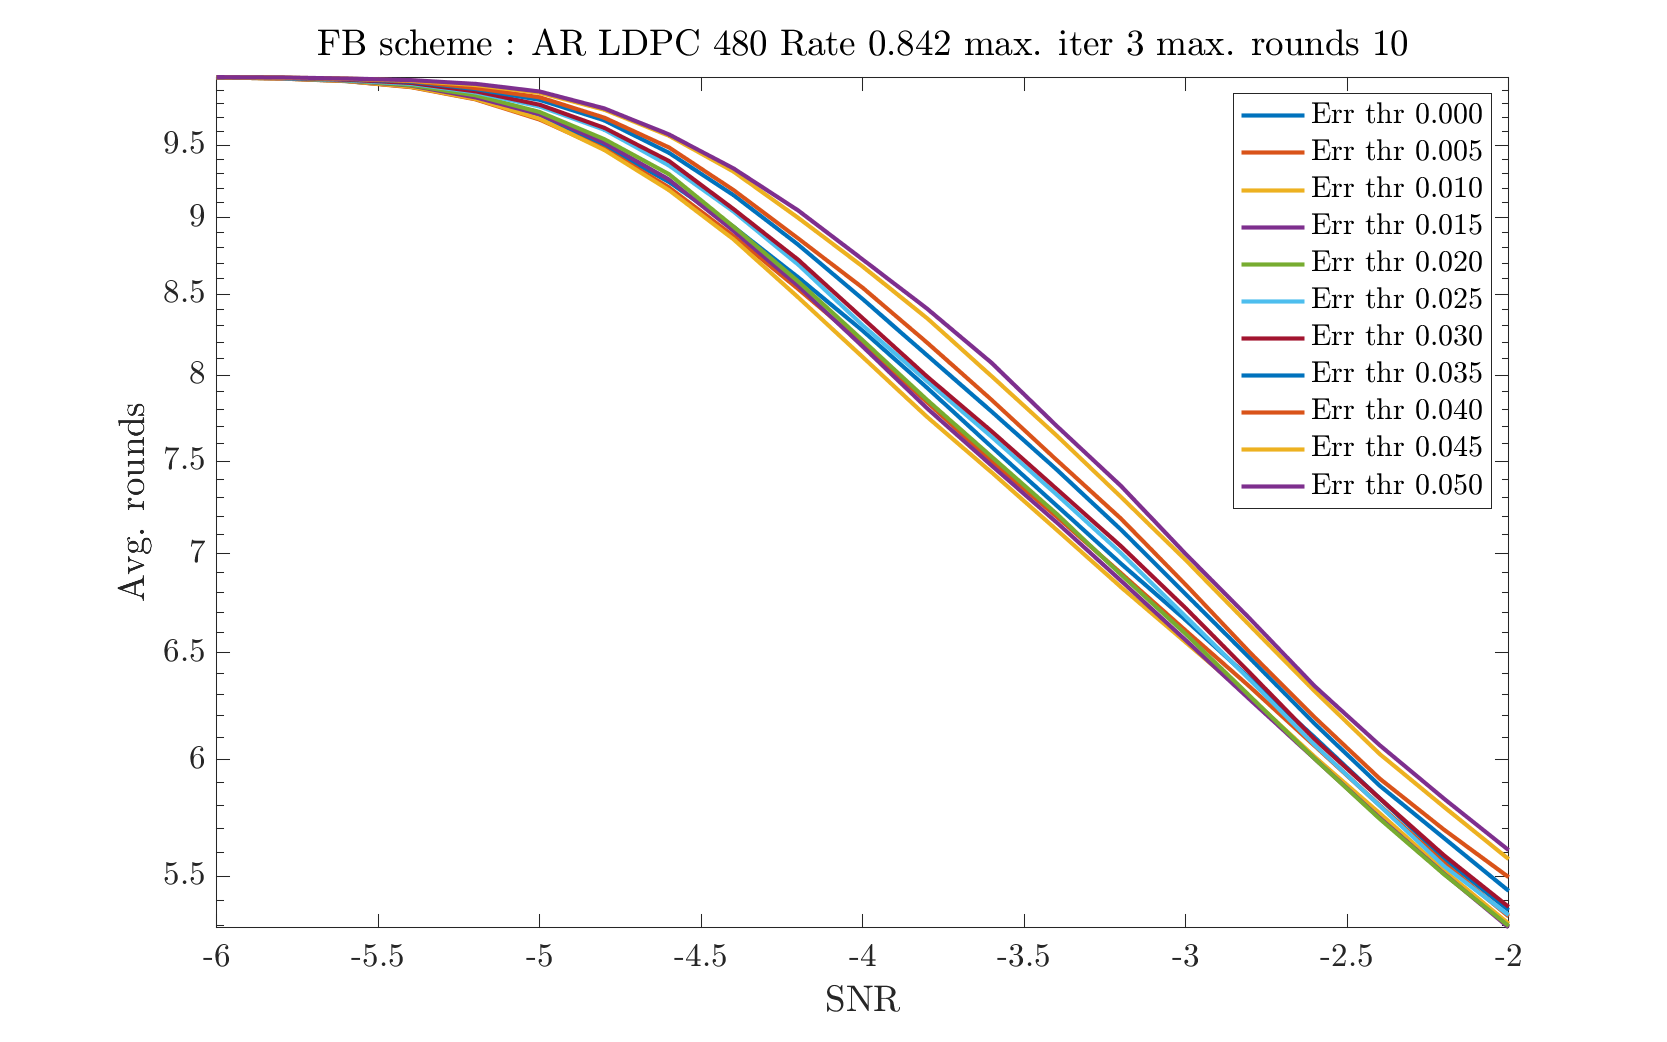 FB scheme : AR LDPC 480 Rate 0.842 max. iter 3 max. rounds 10
Avg. rounds
9.5
9
8.5
8
7.5
7
6.5
6
5.5
Err thr 0.000
Err thr 0.005
Err thr 0.010
Err thr 0.015
Err thr 0.020
Err thr 0.025
Err thr 0.030
Err thr 0.035
Err thr 0.040
Err thr 0.045
Err thr 0.050
-6 -5.5 -5 -4.5 -4 -3.5 -3 -2.5 -2
SNR